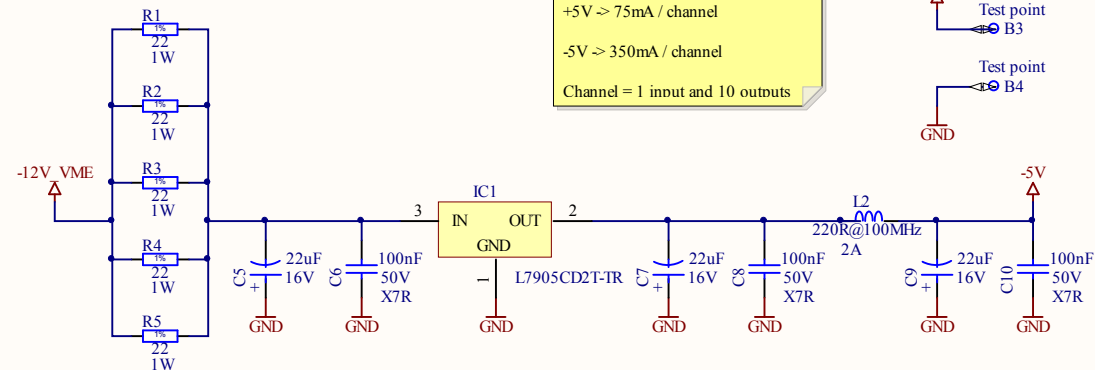 +5V -> 75mA / channel
-5V -> 350mA / channel
Channel = 1 input and 10 outputs
Test point
B3
Test point
B4
GND
R1
1%
22
1W
R2
1%
22
1W
R3
1%
22
1W
R4
1%
22
1W
R5
1%
22
1W
-12V_VME
C5
22uF
16V
+
GND
C6
100nF
50V
X7R
GND
IC1
3
IN
OUT
2
GND
1
L7905CD2T-TR
GND
C7
22uF
16V
+
GND
C8
100nF
50V
X7R
GND
L2
220R@100MHz
2A
-5V
C9
22uF
16V
+
GND
C10
100nF
50V
X7R
GND